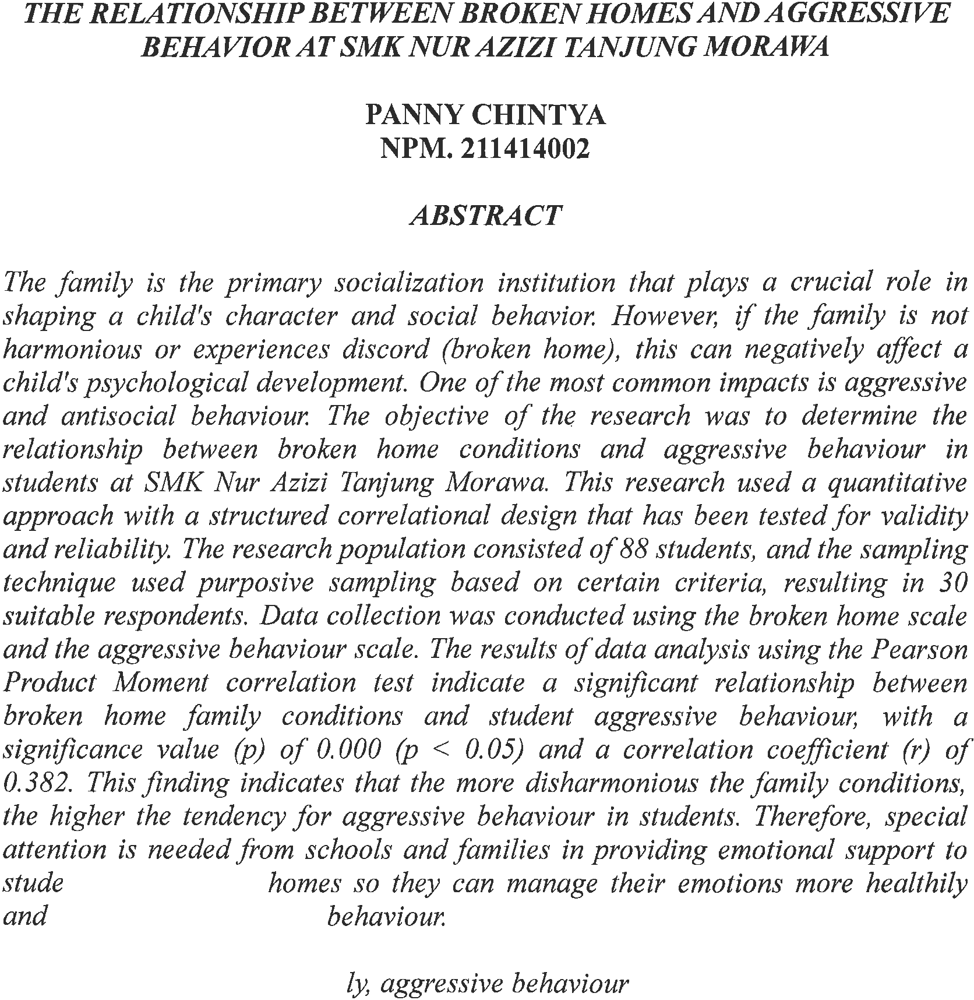 THE RELATIONSHIP BETWEEN BROKEN HOMES AND AGGRESSIVE
BEHAVIOR AT SMK NUR AZIZI TANJUNG MORAWA
PANNY CHINTYA
NPM. 211414002
ABSTRACT
The family is the primary socialization institution that plays a crucial role in
shaping a child's character and social behavior. However, if the family is not
harmonious or experiences discord (broken home), this can negatively affect a
child's psychological development. One of the most common impacts is aggressive
and antisocial behaviour. The objective of the research was to determine the
relationship between broken home conditions and aggressive behaviour in
students at SMK Nur Azizi Tanjung Morawa. This research used a quantitative
approach with a structured correlational design that has been tested for validity
and reliability. The research population consisted of 88 students, and the sampling
technique used purposive sampling based on certain criteria, resulting in 30
suitable respondents. Data collection was conducted using the broken home scale
and the aggressive behaviour scale. The results of data analysis using the Pearson
Product Moment correlation test indicate a significant relationship between
broken home family conditions and student aggressive behaviour, with a
significance value (p) of 0.000 (p < 0.05) and a correlation coefficient (r) of
0.382. This finding indicates that the more disharmonious the family conditions,
the higher the tendency for aggressive behaviour in students. Therefore, special
attention is needed from schools and families in providing emotional support to
stude homes so they can manage their emotions more healthily
and behaviour.
ly, aggressive behaviour